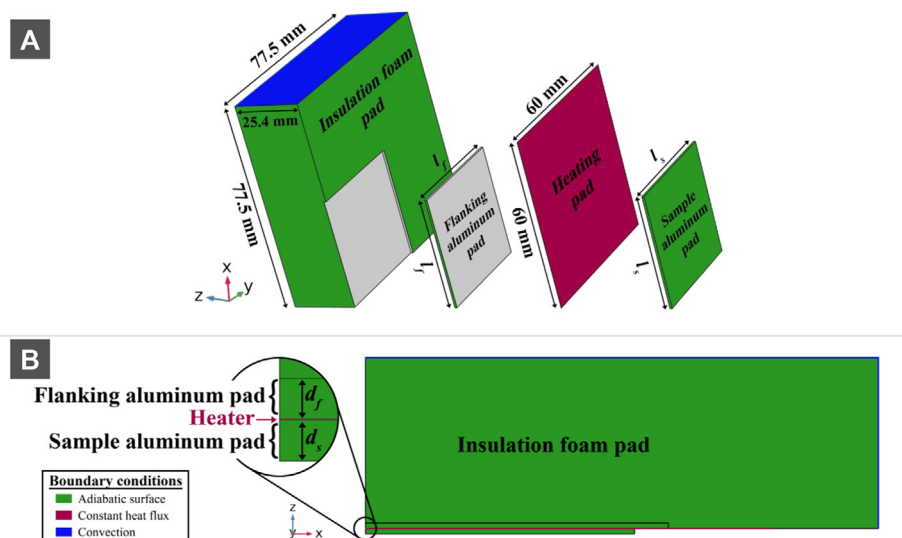 A
77.5 mm
25.4 mm
Insulation foam
pad
77.5 mm
x
z
y
l_f
Flanking
aluminum
pad
l_f
60 mm
Heating
pad
60 mm
l_s
Sample
aluminum
pad
l_s
B
Flanking aluminum pad
d_f
Heater
Sample aluminum pad
d_s
Insulation foam pad
Boundary conditions
Adiabatic surface
Constant heat flux
Convection
z
y
x